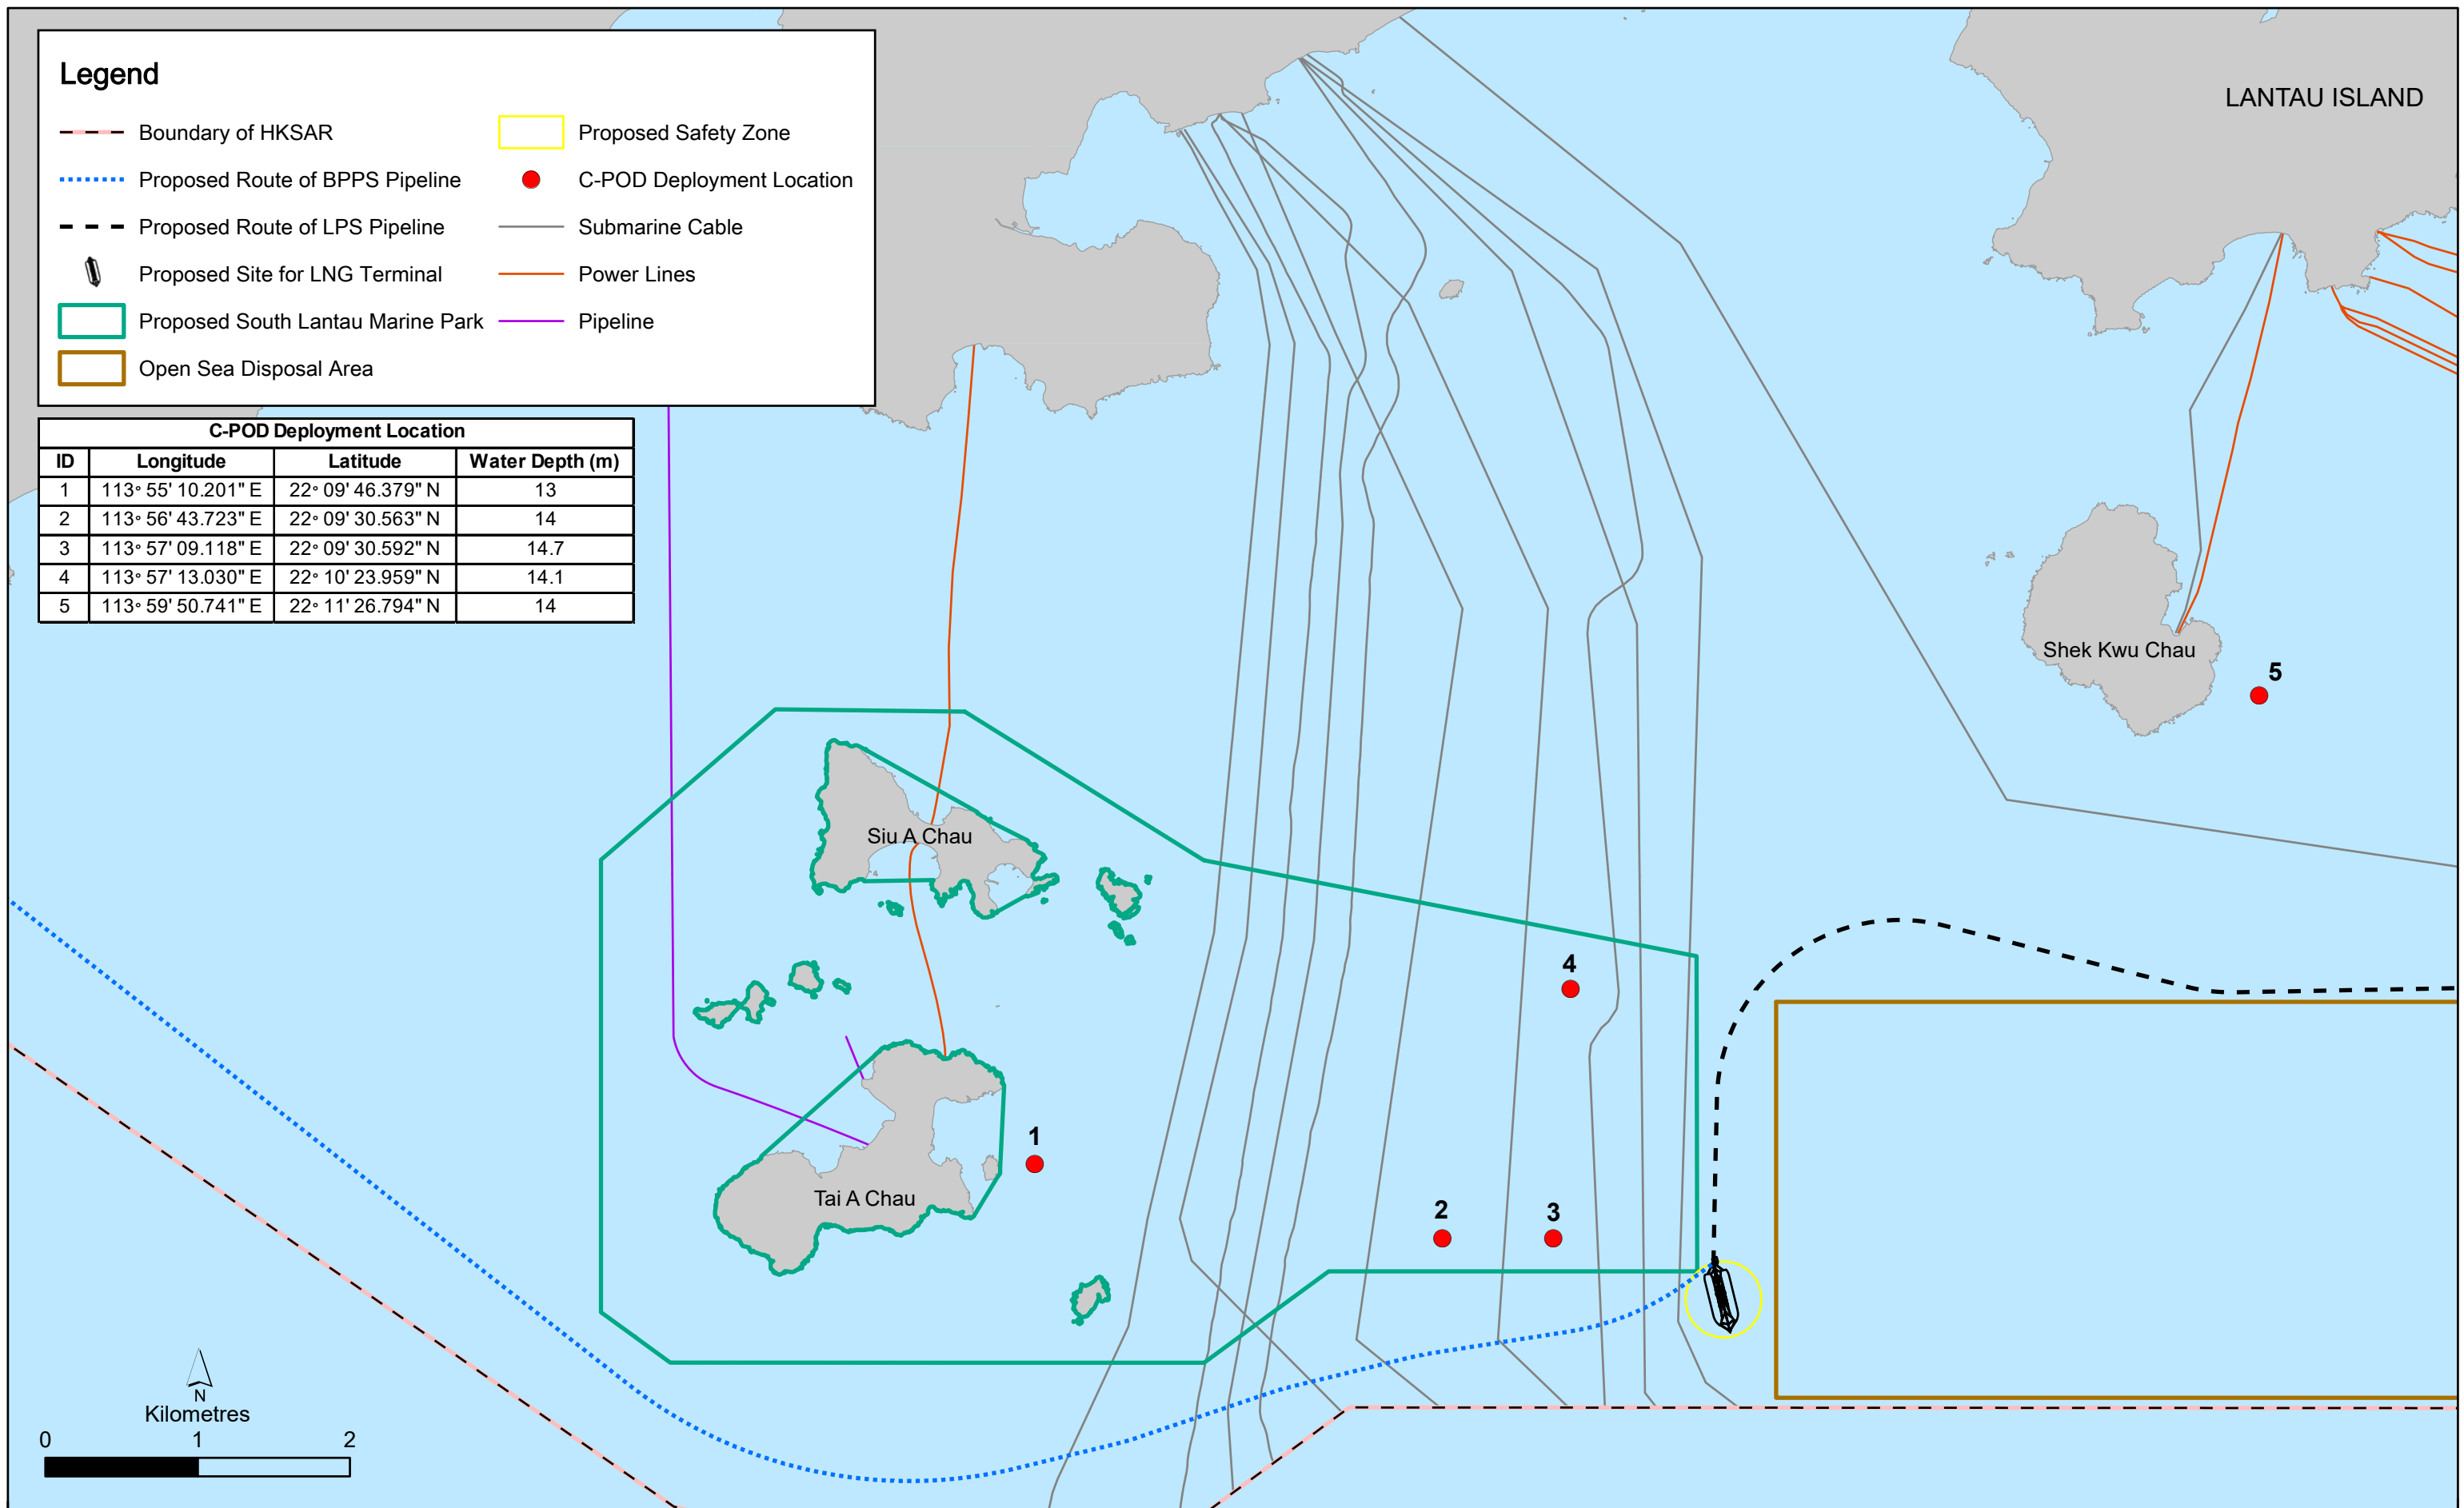 Legend
Boundary of HKSAR
Proposed Route of BPPS Pipeline
Proposed Route of LPS Pipeline
Proposed Site for LNG Terminal
Proposed South Lantau Marine Park
Open Sea Disposal Area
Proposed Safety Zone
C-POD Deployment Location
Submarine Cable
Power Lines
Pipeline
C-POD Deployment Location
ID Longitude Latitude Water Depth (m)
1 113° 55' 10.201" E 22° 09' 46.379" N 13
2 113° 56' 43.723" E 22° 09' 30.563" N 14
3 113° 57' 09.118" E 22° 09' 30.592" N 14.7
4 113° 57' 13.030" E 22° 10' 23.959" N 14.1
5 113° 59' 50.741" E 22° 11' 26.794" N 14
LANTAU ISLAND
Shek Kwu Chau
5
Siu A Chau
4
1
Tai A Chau
2
3
N
Kilometres
0 1 2